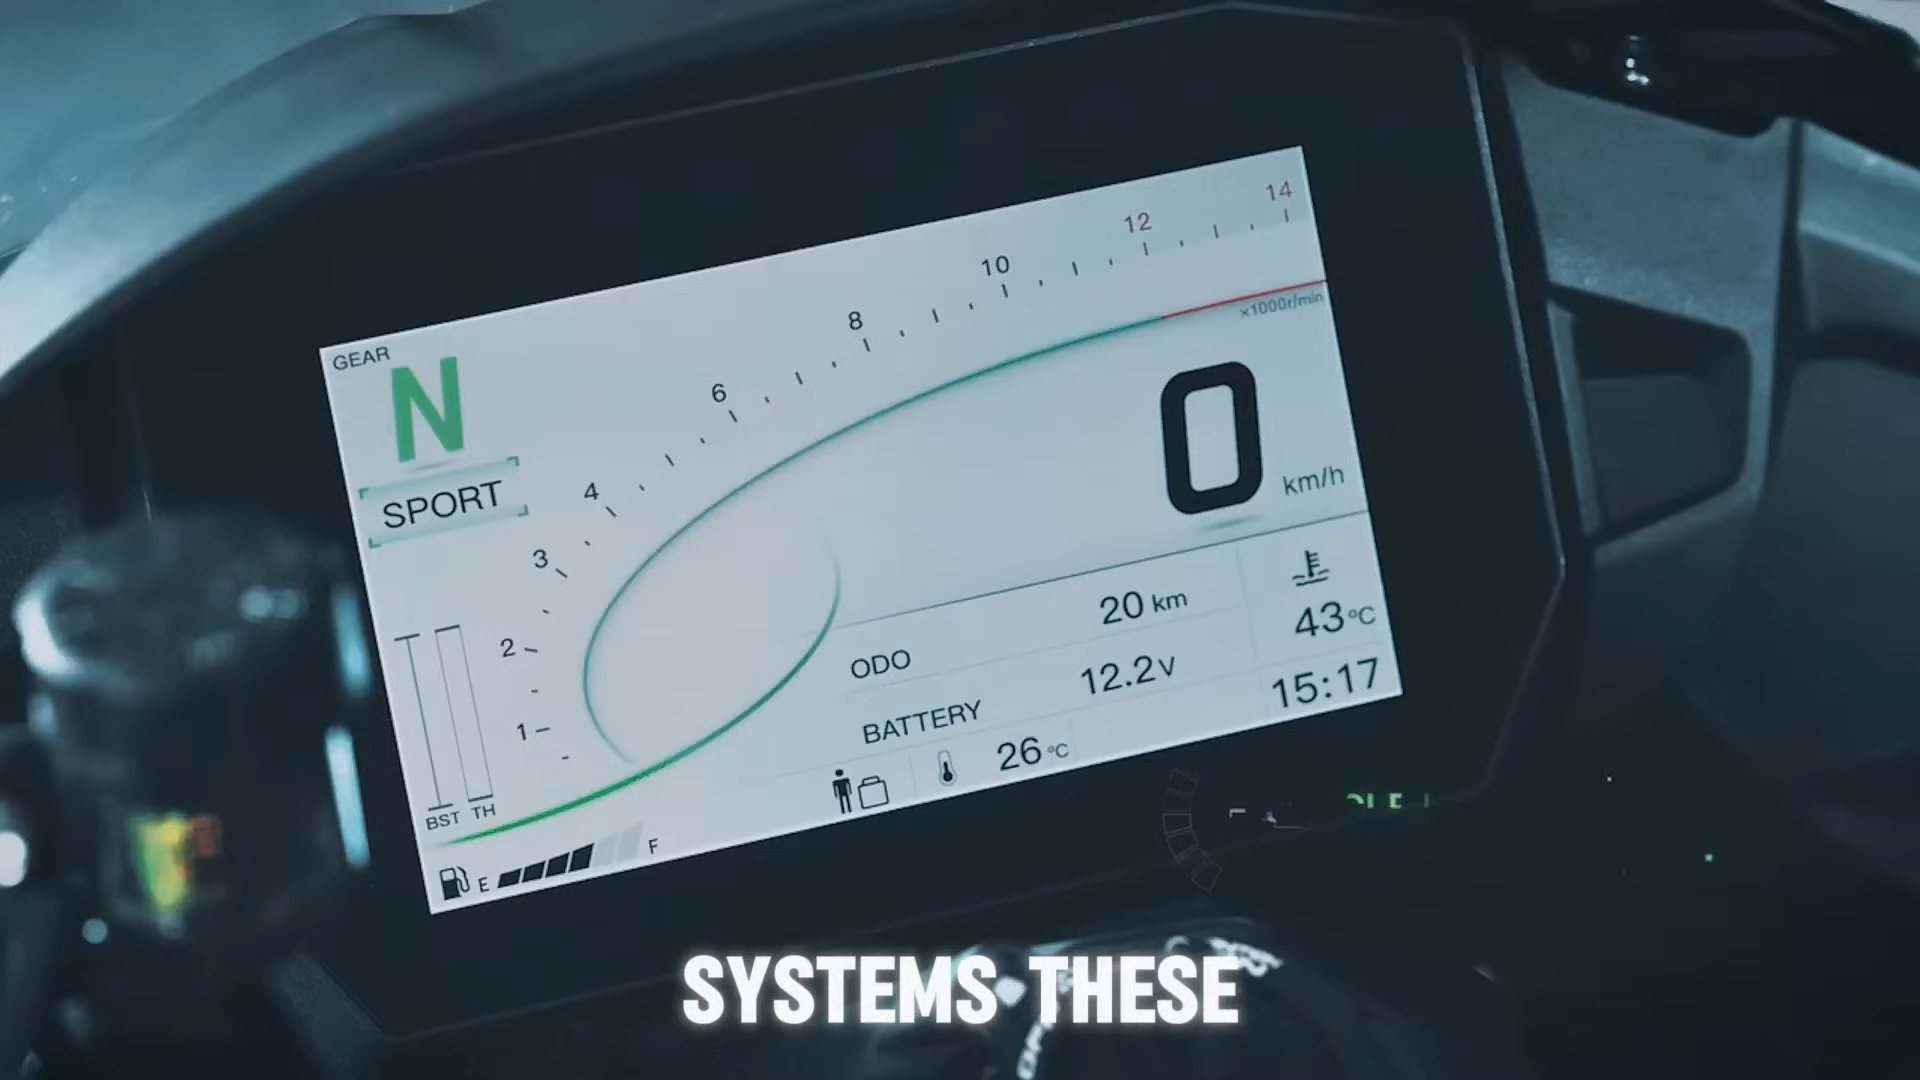 14
12
10
×1000r/min
8
GEAR
N
6
0 km/h
SPORT
4
3
20 km
43°C
2
ODO
12.2V
15:17
1
BATTERY
26°C
BST TH
E F
SYSTEMS THESE